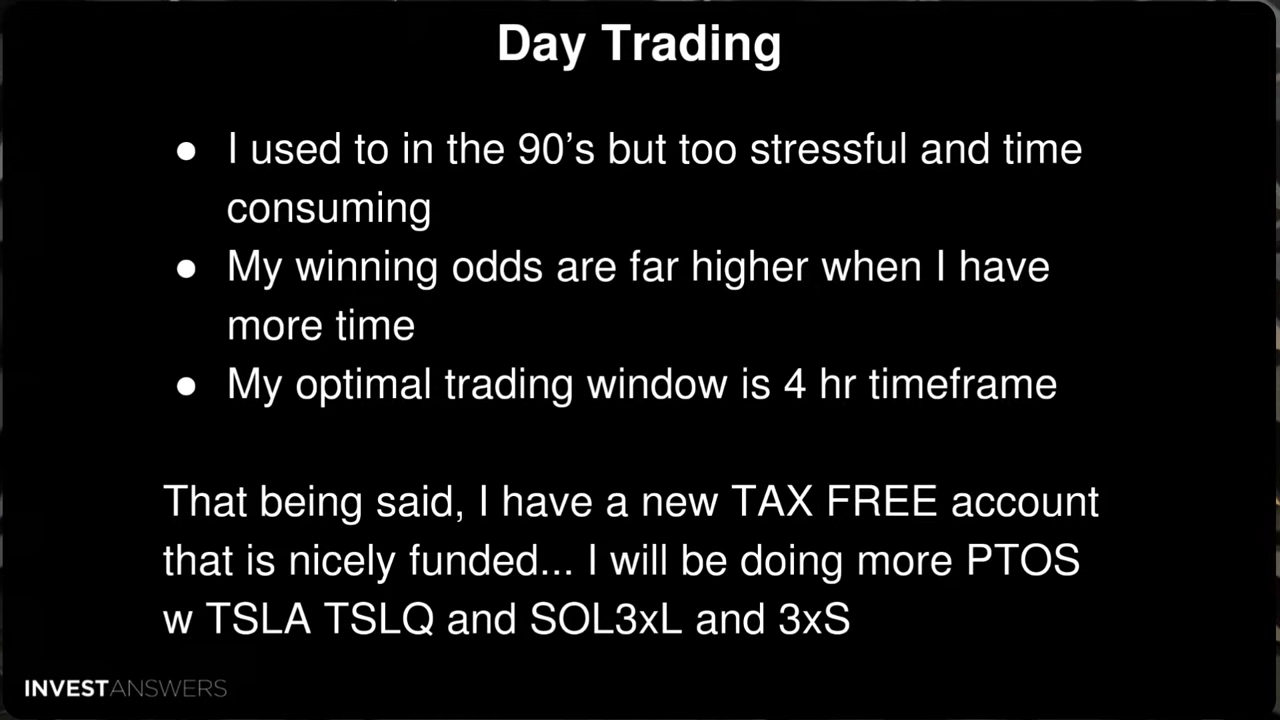 Day Trading
● I used to in the 90’s but too stressful and time
consuming
● My winning odds are far higher when I have
more time
● My optimal trading window is 4 hr timeframe
That being said, I have a new TAX FREE account
that is nicely funded... I will be doing more PTOS
w TSLA TSLQ and SOL3xL and 3xS
INVESTANSWERS